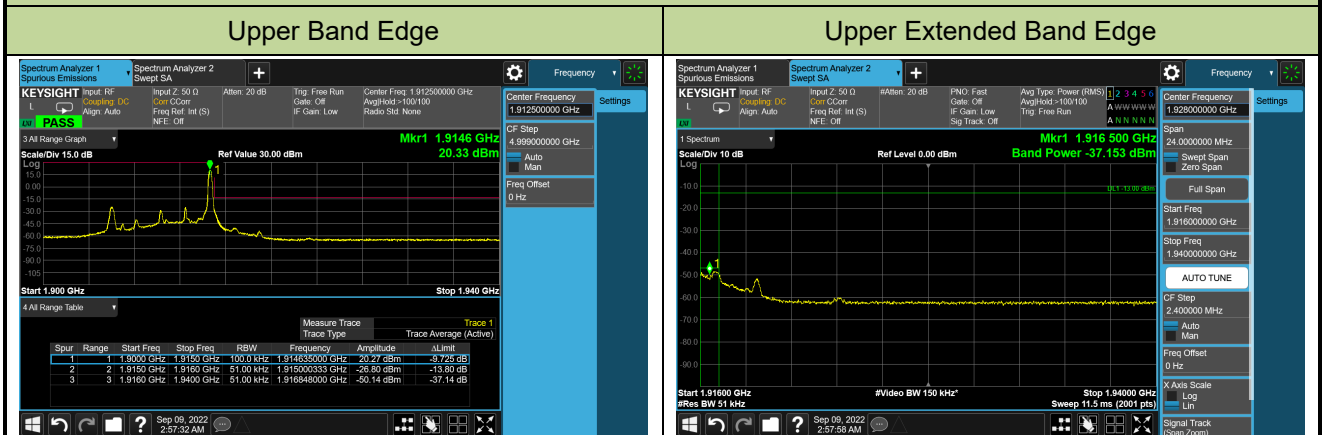 Upper Band Edge
Upper Extended Band Edge
Spectrum Analyzer 1
Spurious Emissions
Spectrum Analyzer 2
Swept SA
Frequency
KEYSIGHT
L
PASS
Input: RF
Coupling: DC
Align: Auto
Input Z: 50 Ω
Corr CCorr
Freq Ref: Int (S)
NFE: Off
Atten: 20 dB
Trig: Free Run
Gate: Off
IF Gain: Low
Center Freq: 1.912500000 GHz
Avg|Hold:>100/100
Radio Std: None
Center Frequency
1.912500000 GHz
Settings
CF Step
4.999000000 GHz
Auto
Man
Freq Offset
0 Hz
3 All Range Graph
Mkr1 1.9146 GHz
Scale/Div 15.0 dB
Ref Value 30.00 dBm
20.33 dBm
Log
15.0
0.00
-15.0
-30.0
-45.0
-60.0
-75.0
-90.0
-105
1
Start 1.900 GHz
Stop 1.940 GHz
4 All Range Table
Measure Trace Trace 1
Trace Type Trace Average (Active)
Spur Range Start Freq Stop Freq RBW Frequency Amplitude ΔLimit
1 1 1.9000 GHz 1.9150 GHz 100.0 kHz 1.914635000 GHz 20.27 dBm -9.725 dB
2 2 1.9150 GHz 1.9160 GHz 51.00 kHz 1.915000333 GHz -26.80 dBm -13.80 dB
3 3 1.9160 GHz 1.9400 GHz 51.00 kHz 1.916848000 GHz -50.14 dBm -37.14 dB
?
Sep 09, 2022
2:57:32 AM
Spectrum Analyzer 1
Spurious Emissions
Spectrum Analyzer 2
Swept SA
Frequency
KEYSIGHT
L
Input: RF
Coupling: DC
Align: Auto
Input Z: 50 Ω
Corr CCorr
Freq Ref: Int (S)
NFE: Off
#Atten: 20 dB
PNO: Fast
Gate: Off
IF Gain: Low
Sig Track: Off
Avg Type: Power (RMS)
Avg|Hold:>100/100
Trig: Free Run
1 2 3 4 5 6
A W W W W W
A N N N N N
Center Frequency
1.928000000 GHz
Settings
Span
24.0000000 MHz
Swept Span
Zero Span
Full Span
Start Freq
1.916000000 GHz
Stop Freq
1.940000000 GHz
AUTO TUNE
CF Step
2.400000 MHz
Auto
Man
Freq Offset
0 Hz
X Axis Scale
Log
Lin
Signal Track
(Span Zoom)
1 Spectrum
Mkr1 1.916 500 GHz
Scale/Div 10 dB
Ref Level 0.00 dBm
Band Power -37.153 dBm
Log
DL1 -13.00 dBm
-10.0
-20.0
-30.0
-40.0
-50.0
-60.0
-70.0
-80.0
-90.0
1
Start 1.91600 GHz
#Video BW 150 kHz*
Stop 1.94000 GHz
#Res BW 51 kHz
Sweep 11.5 ms (2001 pts)
?
Sep 09, 2022
2:57:58 AM